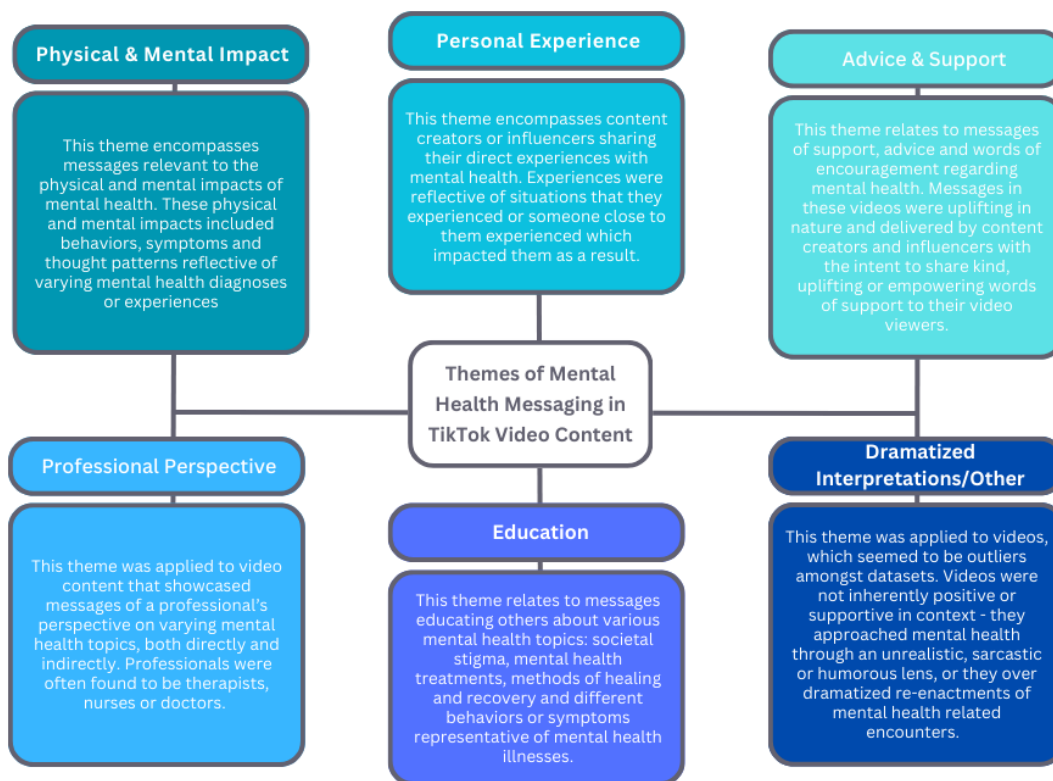 Physical & Mental Impact
This theme encompasses
messages relevant to the
physical and mental impacts of
mental health. These physical
and mental impacts included
behaviors, symptoms and
thought patterns reflective of
varying mental health diagnoses
or experiences
Personal Experience
This theme encompasses content
creators or influencers sharing
their direct experiences with
mental health. Experiences were
reflective of situations that they
experienced or someone close to
them experienced which
impacted them as a result.
Advice & Support
This theme relates to messages
of support, advice and words of
encouragement regarding
mental health. Messages in
these videos were uplifting in
nature and delivered by content
creators and influencers with
the intent to share kind,
uplifting or empowering words
of support to their video
viewers.
Themes of Mental
Health Messaging in
TikTok Video Content
Professional Perspective
This theme was applied to video
content that showcased
messages of a professional's
perspective on varying mental
health topics, both directly and
indirectly. Professionals were
often found to be therapists,
nurses or doctors.
Education
This theme relates to messages
educating others about various
mental health topics: societal
stigma, mental health
treatments, methods of healing
and recovery and different
behaviors or symptoms
representative of mental health
illnesses.
Dramatized
Interpretations/Other
This theme was applied to videos,
which seemed to be outliers
amongst datasets. Videos were
not inherently positive or
supportive in context - they
approached mental health
through an unrealistic, sarcastic
or humorous lens, or they over
dramatized re-enactments of
mental health related
encounters.